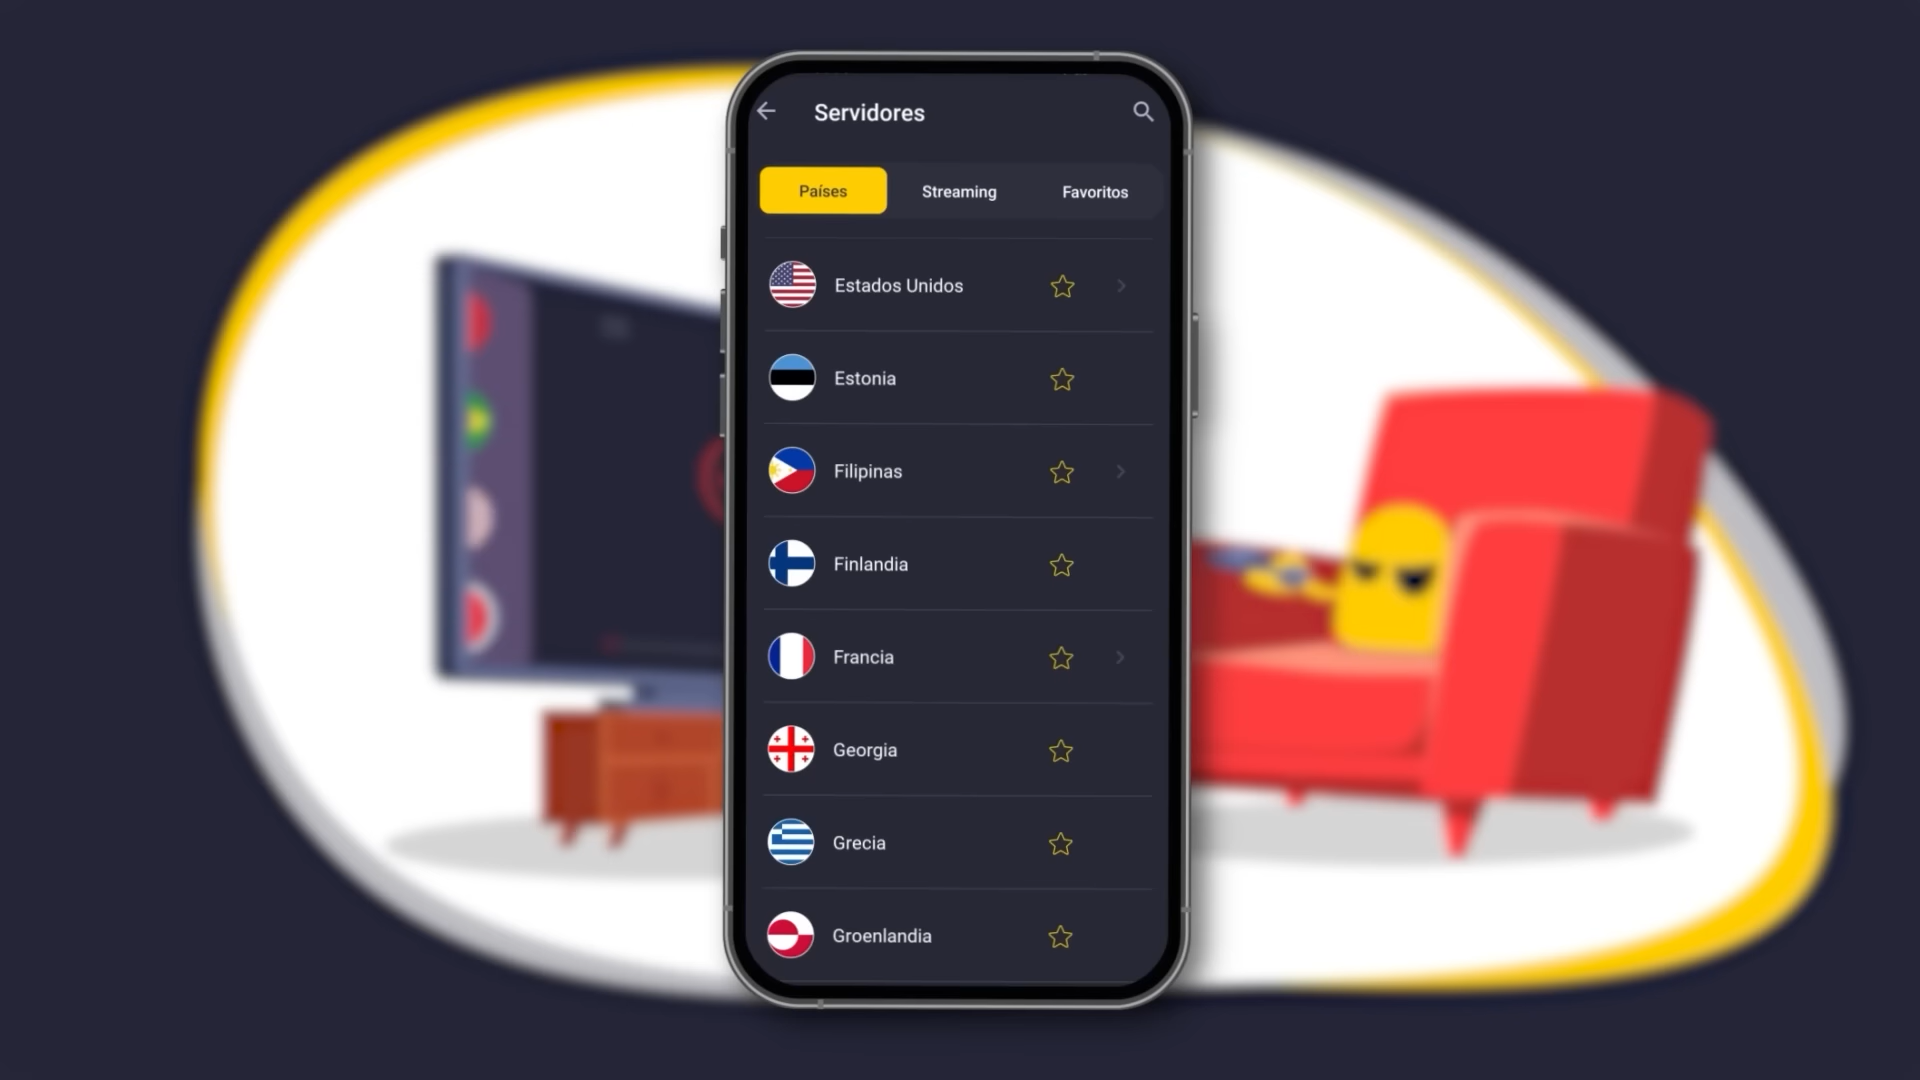 Servidores
Países
Streaming
Favoritos
Estados Unidos
Estonia
Filipinas
Finlandia
Francia
Georgia
Grecia
Groenlandia